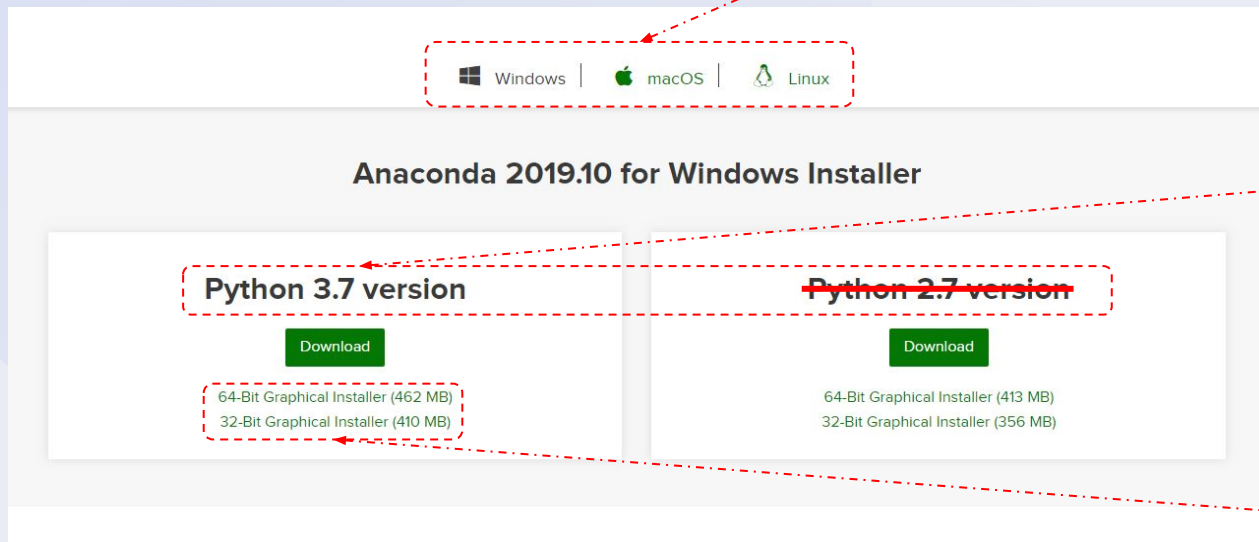 Windows | macOS | Linux
Anaconda 2019.10 for Windows Installer
Python 3.7 version
Download
64-Bit Graphical Installer (462 MB)
32-Bit Graphical Installer (410 MB)
Python 2.7 version
Download
64-Bit Graphical Installer (413 MB)
32-Bit Graphical Installer (356 MB)